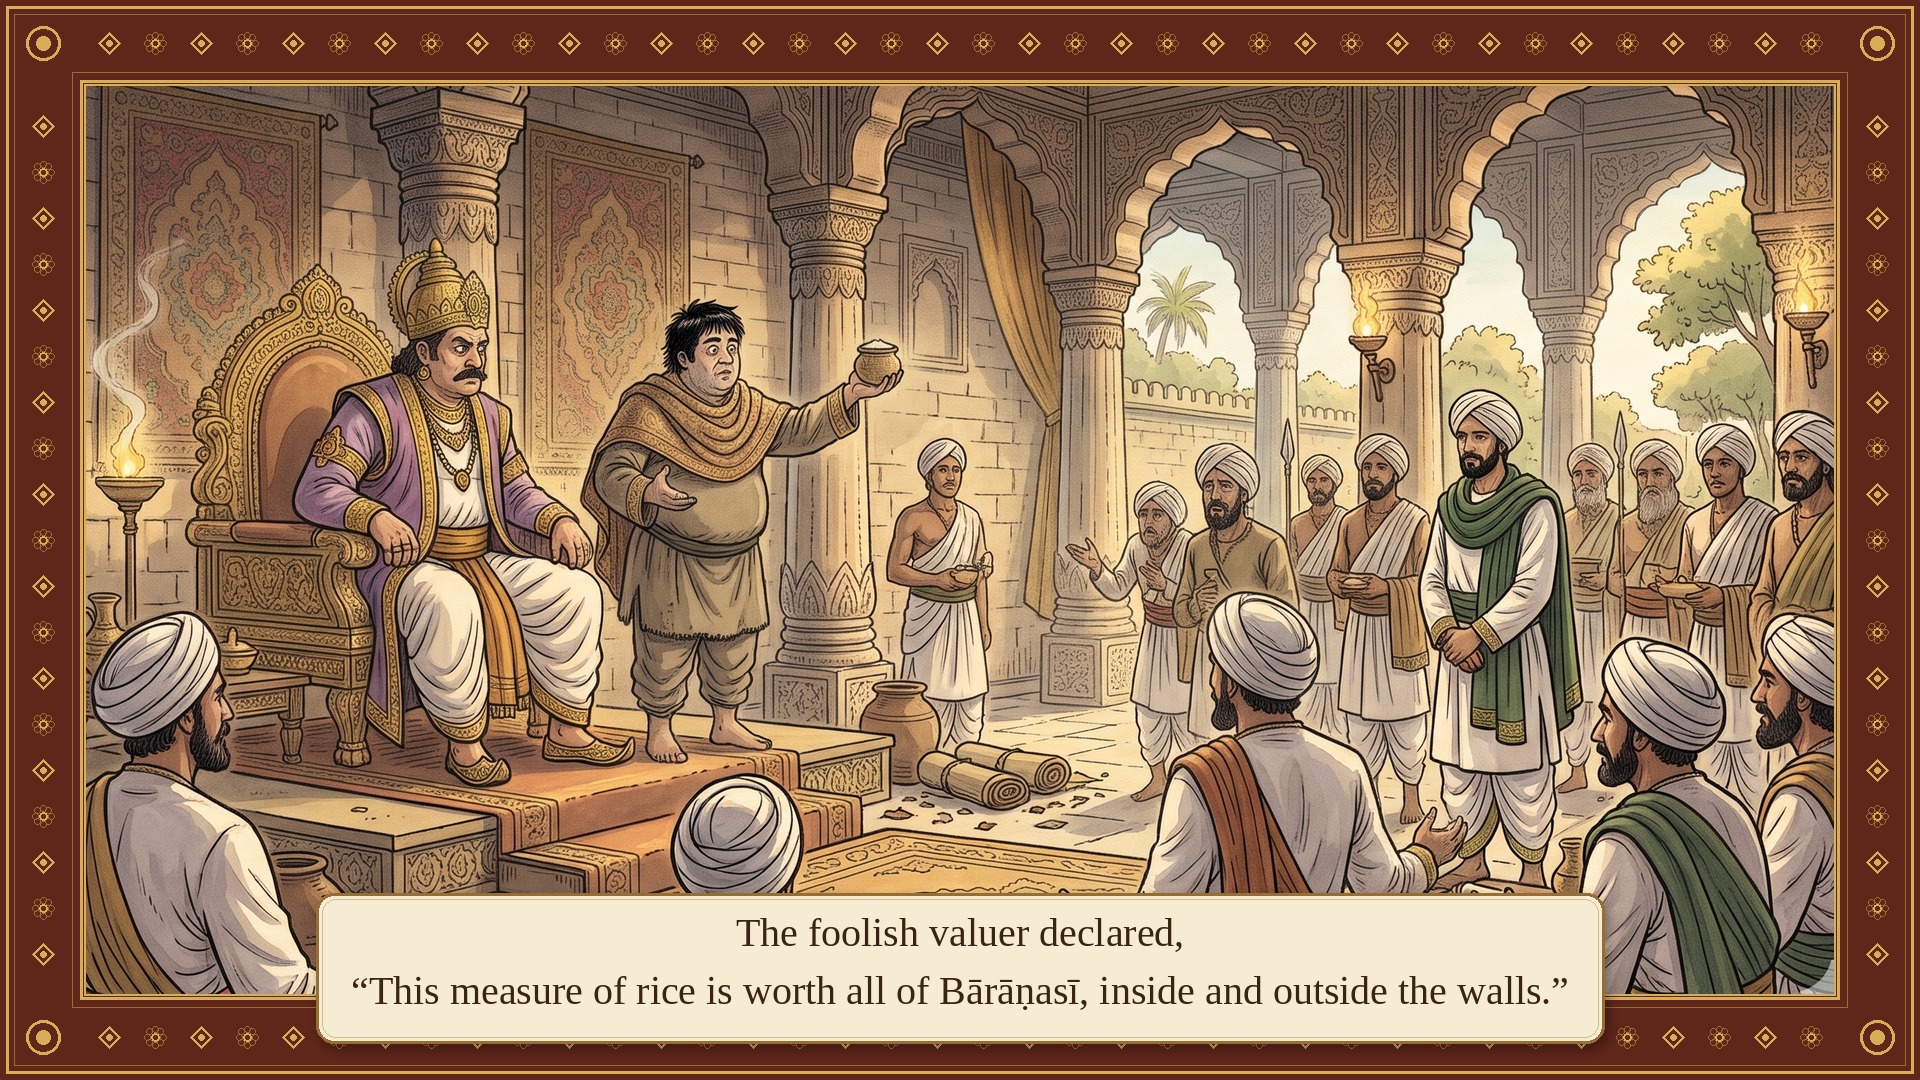 The foolish valuer declared,
“This measure of rice is worth all of Bārāṇasī, inside and outside the walls.”